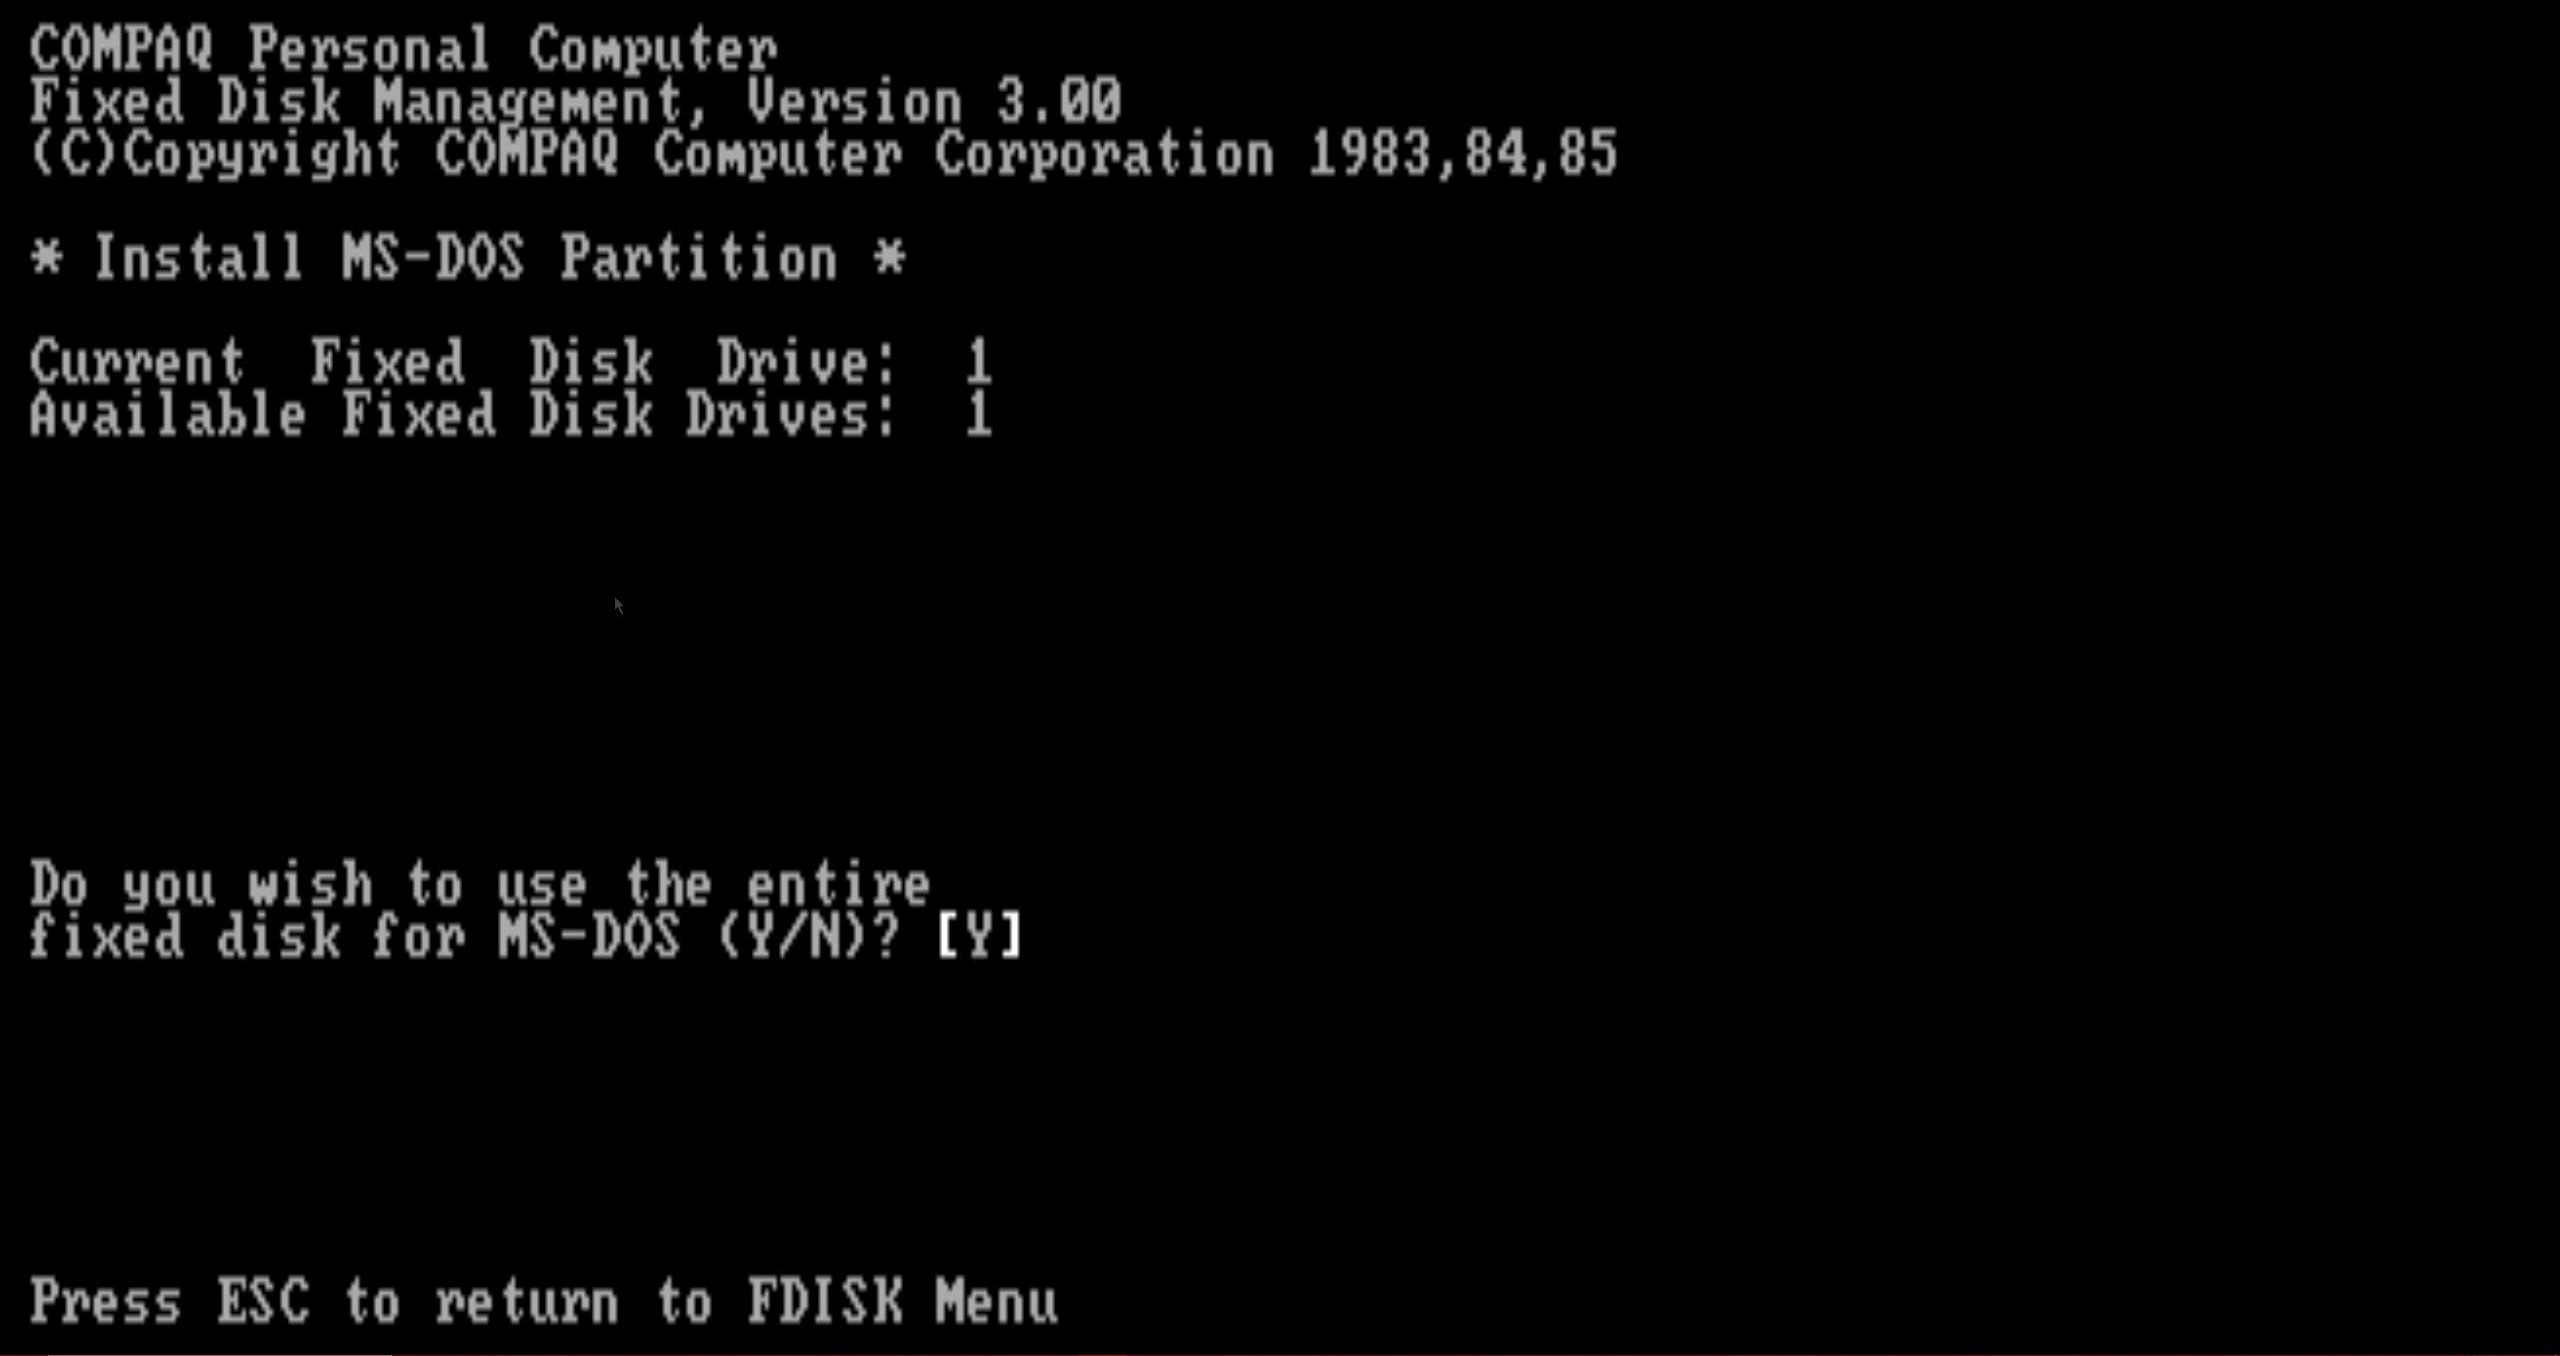 COMPAQ Personal Computer
Fixed Disk Management, Version 3.00
(C)Copyright COMPAQ Computer Corporation 1983,84,85
* Install MS-DOS Partition *
Current  Fixed  Disk  Drive:  1
Available Fixed Disk Drives:  1
Do you wish to use the entire
fixed disk for MS-DOS (Y/N)? [Y]
Press ESC to return to FDISK Menu